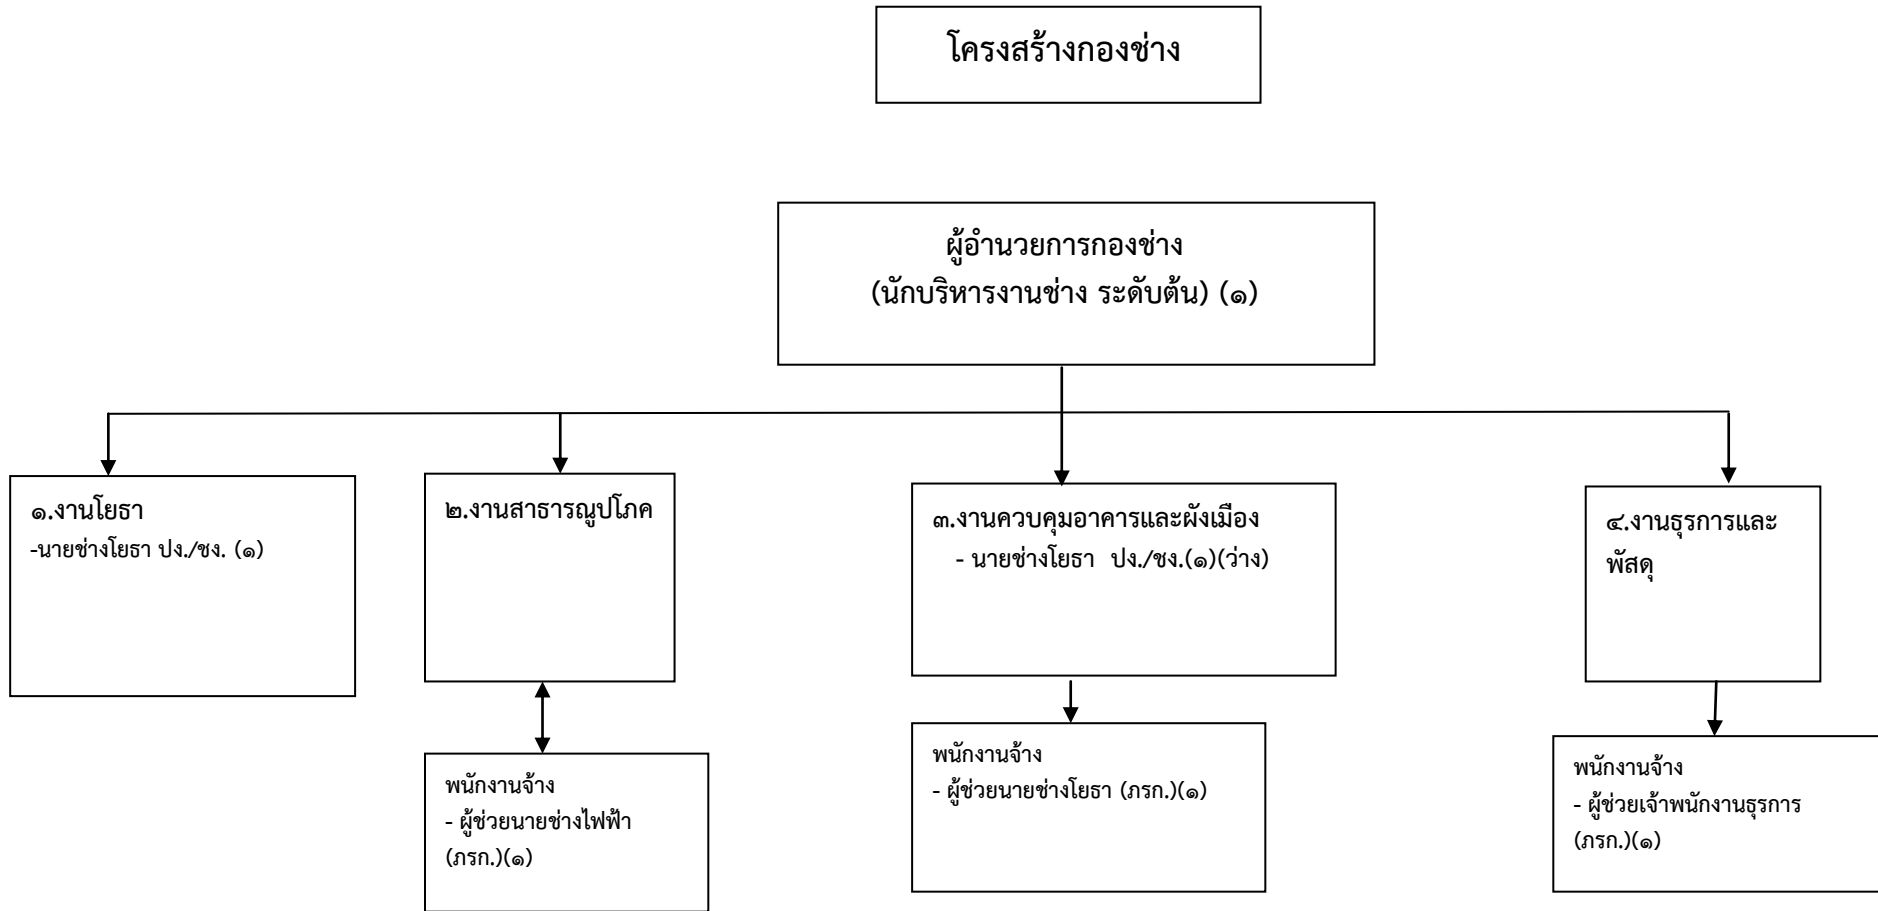 โครงสร้างกองช่าง
ผู้อำนวยการกองช่าง
(นักบริหารงานช่าง ระดับต้น) (๑)
๑.งานโยธา
-นายช่างโยธา ปง./ชง. (๑)
๒.งานสาธารณูปโภค
๓.งานควบคุมอาคารและผังเมือง
- นายช่างโยธา ปง./ชง.(๑)(ว่าง)
๔.งานธุรการและ
พัสดุ
พนักงานจ้าง
- ผู้ช่วยนายช่างไฟฟ้า
(ภรก.)(๑)
พนักงานจ้าง
- ผู้ช่วยนายช่างโยธา (ภรก.)(๑)
พนักงานจ้าง
- ผู้ช่วยเจ้าพนักงานธุรการ
(ภรก.)(๑)